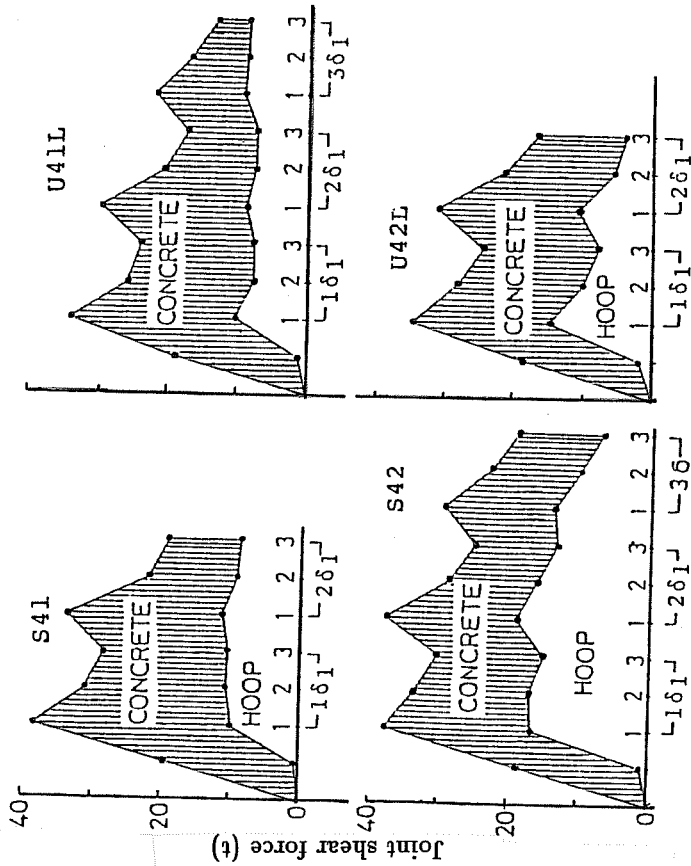 Joint shear force (t)
S41
40
20
0
CONCRETE
HOOP
1 2 3 1 2 3
1δ1 2δ1
U41L
CONCRETE
1 2 3 1 2 3 1 2 3
1δ1 2δ1 3δ1
S42
40
20
0
CONCRETE
HOOP
1 2 3 1 2 3 1 2 3
1δ1 2δ1 3δ
U42L
CONCRETE
HOOP
1 2 3 1 2 3
1δ1 2δ1